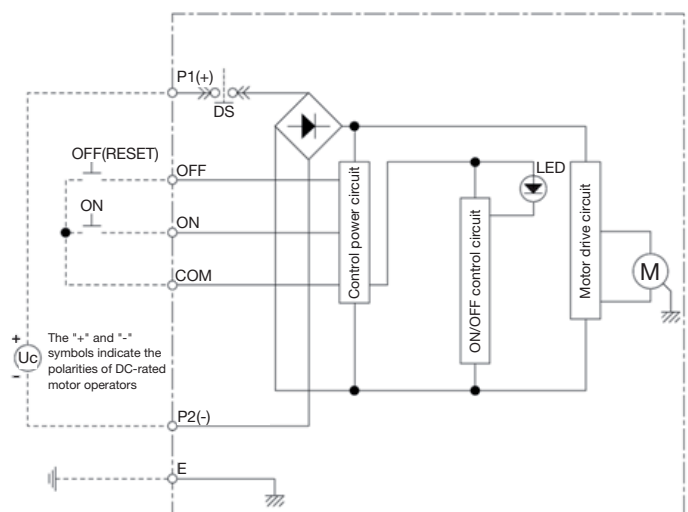 P1(+)
DS
OFF(RESET)
OFF
ON
ON
COM
Control power circuit
ON/OFF control circuit
LED
Motor drive circuit
M
+
Uc
-
The "+" and "-"
symbols indicate the
polarities of DC-rated
motor operators
P2(-)
E